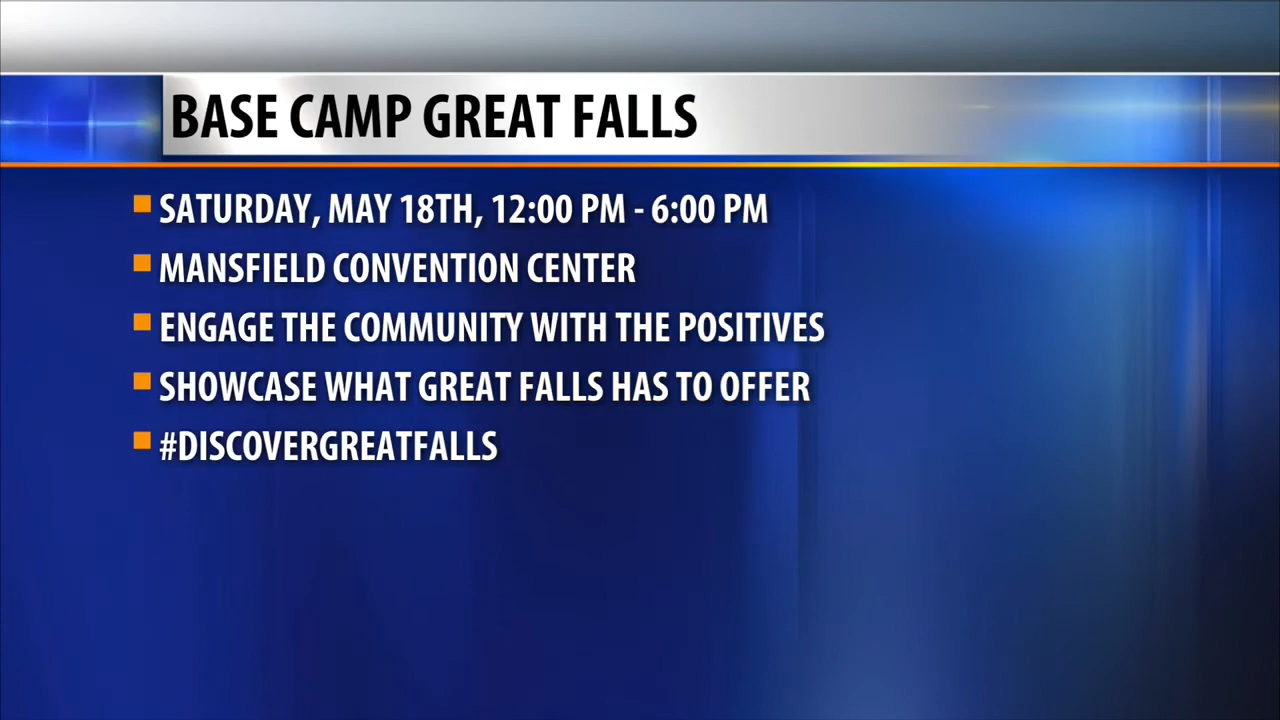 BASE CAMP GREAT FALLS
SATURDAY, MAY 18TH, 12:00 PM - 6:00 PM
MANSFIELD CONVENTION CENTER
ENGAGE THE COMMUNITY WITH THE POSITIVES
SHOWCASE WHAT GREAT FALLS HAS TO OFFER
#DISCOVERGREATFALLS